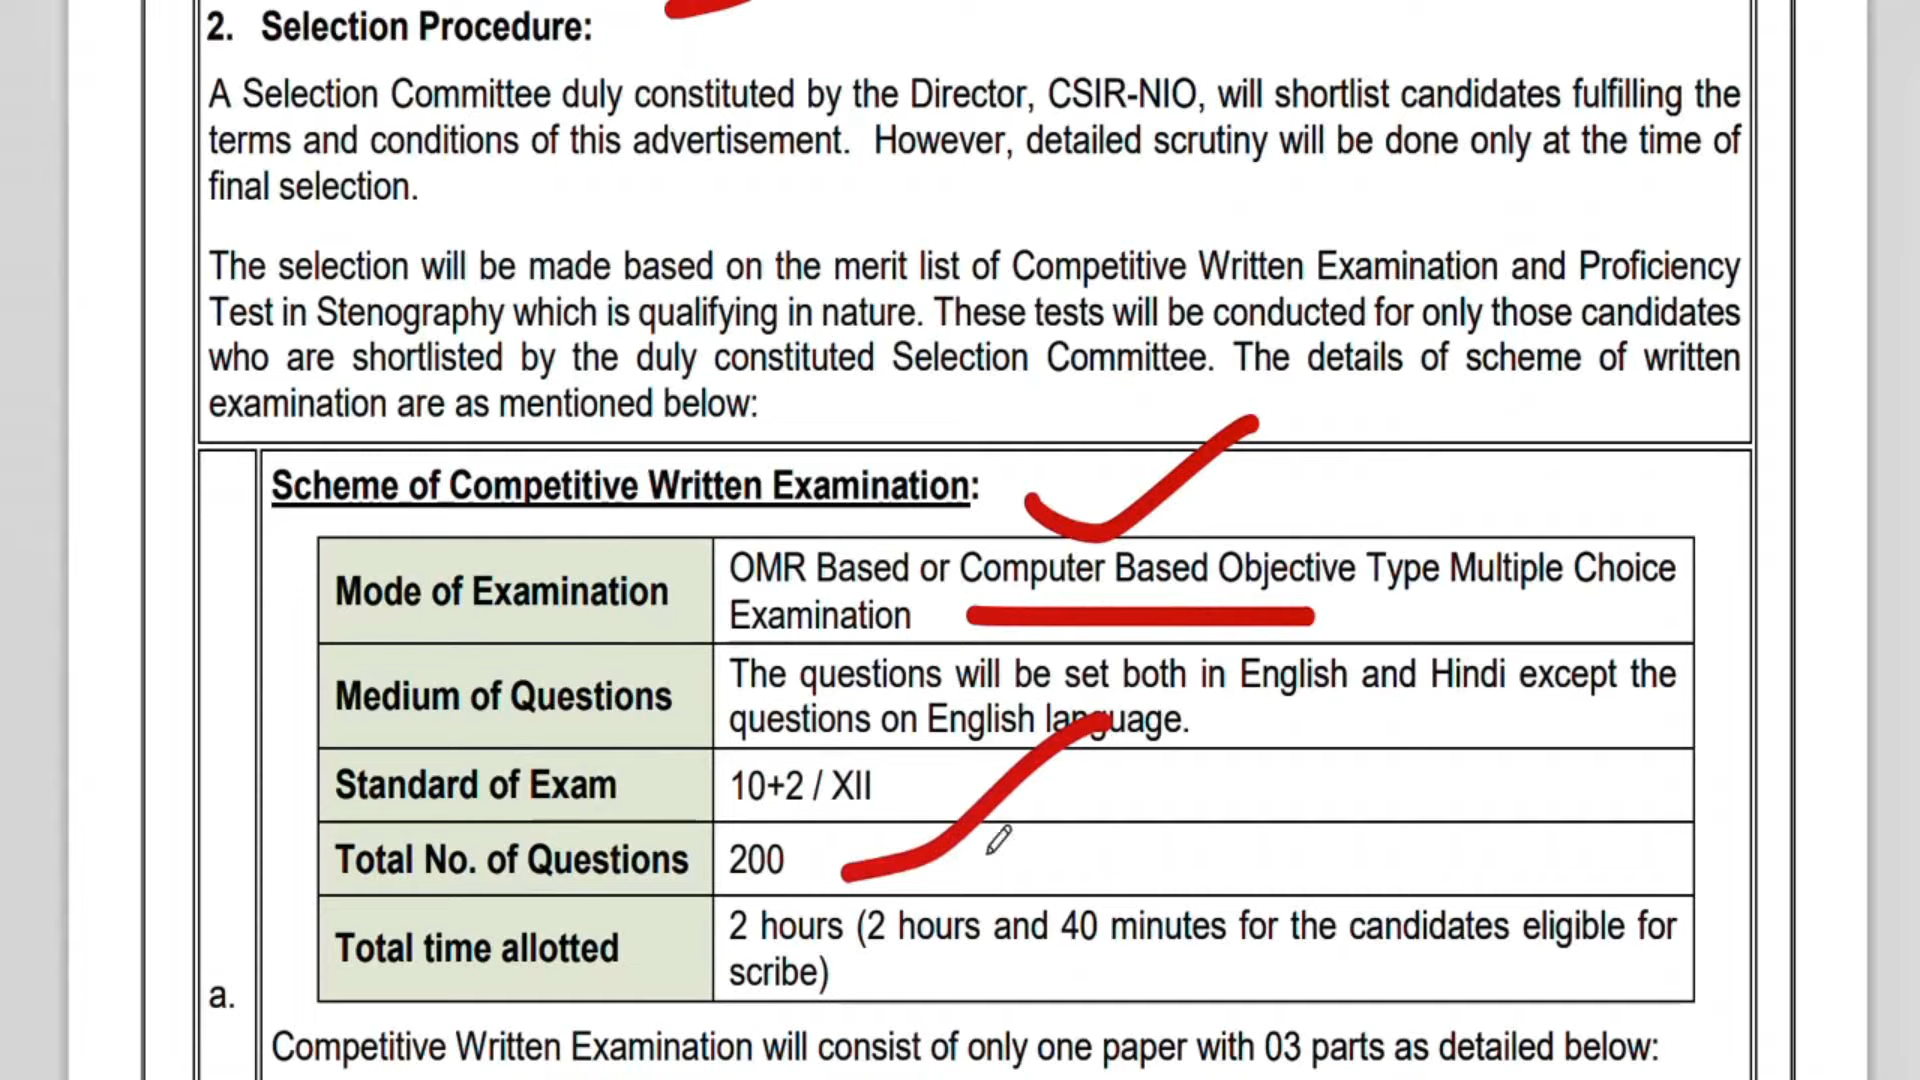 2. Selection Procedure:
A Selection Committee duly constituted by the Director, CSIR-NIO, will shortlist candidates fulfilling the
terms and conditions of this advertisement. However, detailed scrutiny will be done only at the time of
final selection.
The selection will be made based on the merit list of Competitive Written Examination and Proficiency
Test in Stenography which is qualifying in nature. These tests will be conducted for only those candidates
who are shortlisted by the duly constituted Selection Committee. The details of scheme of written
examination are as mentioned below:
Scheme of Competitive Written Examination:
Mode of Examination
OMR Based or Computer Based Objective Type Multiple Choice
Examination
Medium of Questions
The questions will be set both in English and Hindi except the
questions on English language.
Standard of Exam
10+2 / XII
Total No. of Questions
200
Total time allotted
2 hours (2 hours and 40 minutes for the candidates eligible for
scribe)
a.
Competitive Written Examination will consist of only one paper with 03 parts as detailed below: